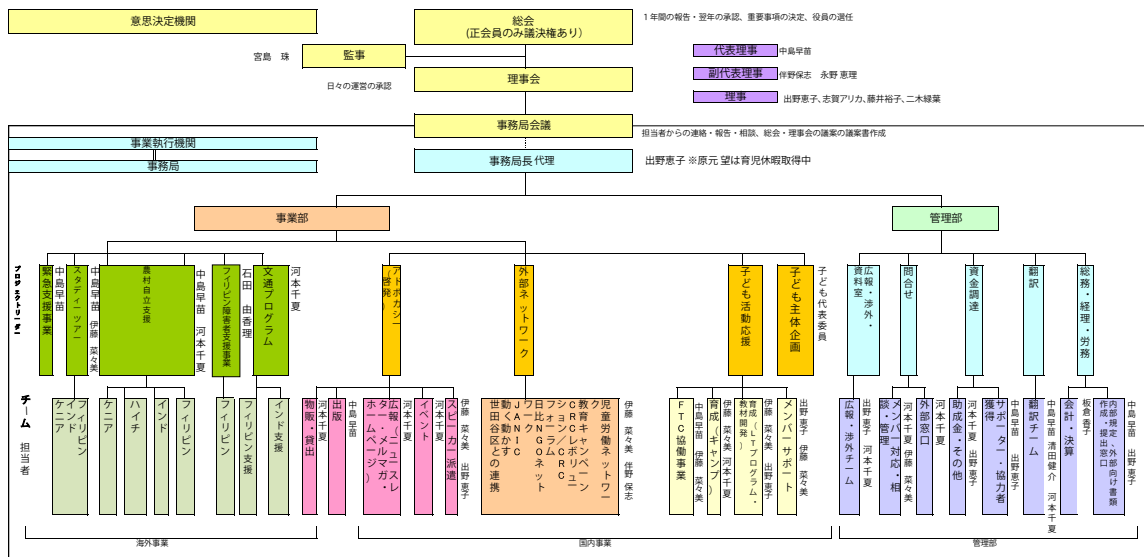 意思決定機関
総会
(正会員のみ議決権あり)
１年間の報告・翌年の承認、重要事項の決定、役員の選任
宮島　珠
監事
代表理事
中島早苗
理事会
副代表理事
伴野保志　永野 恵理
日々の運営の承認
理事
出野恵子、志賀アリカ、藤井裕子、二木緑葉
事務局会議
担当者からの連絡・報告・相談、総会・理事会の議案の議案書作成
事業執行機関
事務局
事務局長 代理
出野恵子 ※原元 望は育児休暇取得中
事業部
管理部
プロジェクトリーダー
緊急支援事業
中島早苗
スタディーツアー
中島早苗　伊藤 菜々美
農村自立支援
中島早苗　河本千夏
フィリピン障害者支援事業
石田　由香理
文通プログラム
河本千夏
アドボカシー
(啓発)
外部ネットワーク
子ども活動応援
子ども主体企画
子ども代表委員
広報・渉外・
資料室
問合せ
資金調達
翻訳
総務・経理・労務
チーム 担当者
フィリピン
インド
ケニア
ケニア
ハイチ
インド
フィリピン
フィリピン
フィリピン支援
インド支援
物販・貸出
河本千夏
出版
中島早苗
広報（ニュースレ
ター・メルマガ・
ホームページ）
河本千夏
イベント
河本千夏
スピーカー派遣
伊藤 菜々美　出野恵子
児童労働ネットワー
ク
教育キャンペーン
CRCレボリュー
ション/CRC
フォーラム
日比NGOネット
ワーク
JANIC
動く動かす
世田谷区との連携
伊藤 菜々美 伴野 保志
FTC協働事業
中島早苗　伊藤 菜々美
育成（キャンプ）
伊藤 菜々美 河本千夏
育成（LTプログラム・
教材開発）
伊藤 菜々美　出野恵子
メンバーサポート
出野恵子 伊藤 菜々美
広報・渉外チーム
出野恵子　河本千夏
メンバー対応・相
談・管理
河本千夏 伊藤 菜々美
外部窓口
河本千夏
助成金・その他
河本千夏
サポーター・協力者
獲得
中島早苗　出野恵子
翻訳チーム
中島早苗 清田健介 河本千夏
会計・決算
板倉香子
内部規定、外部向け書類
作成・提出窓口
中島早苗
海外事業
国内事業
管理部